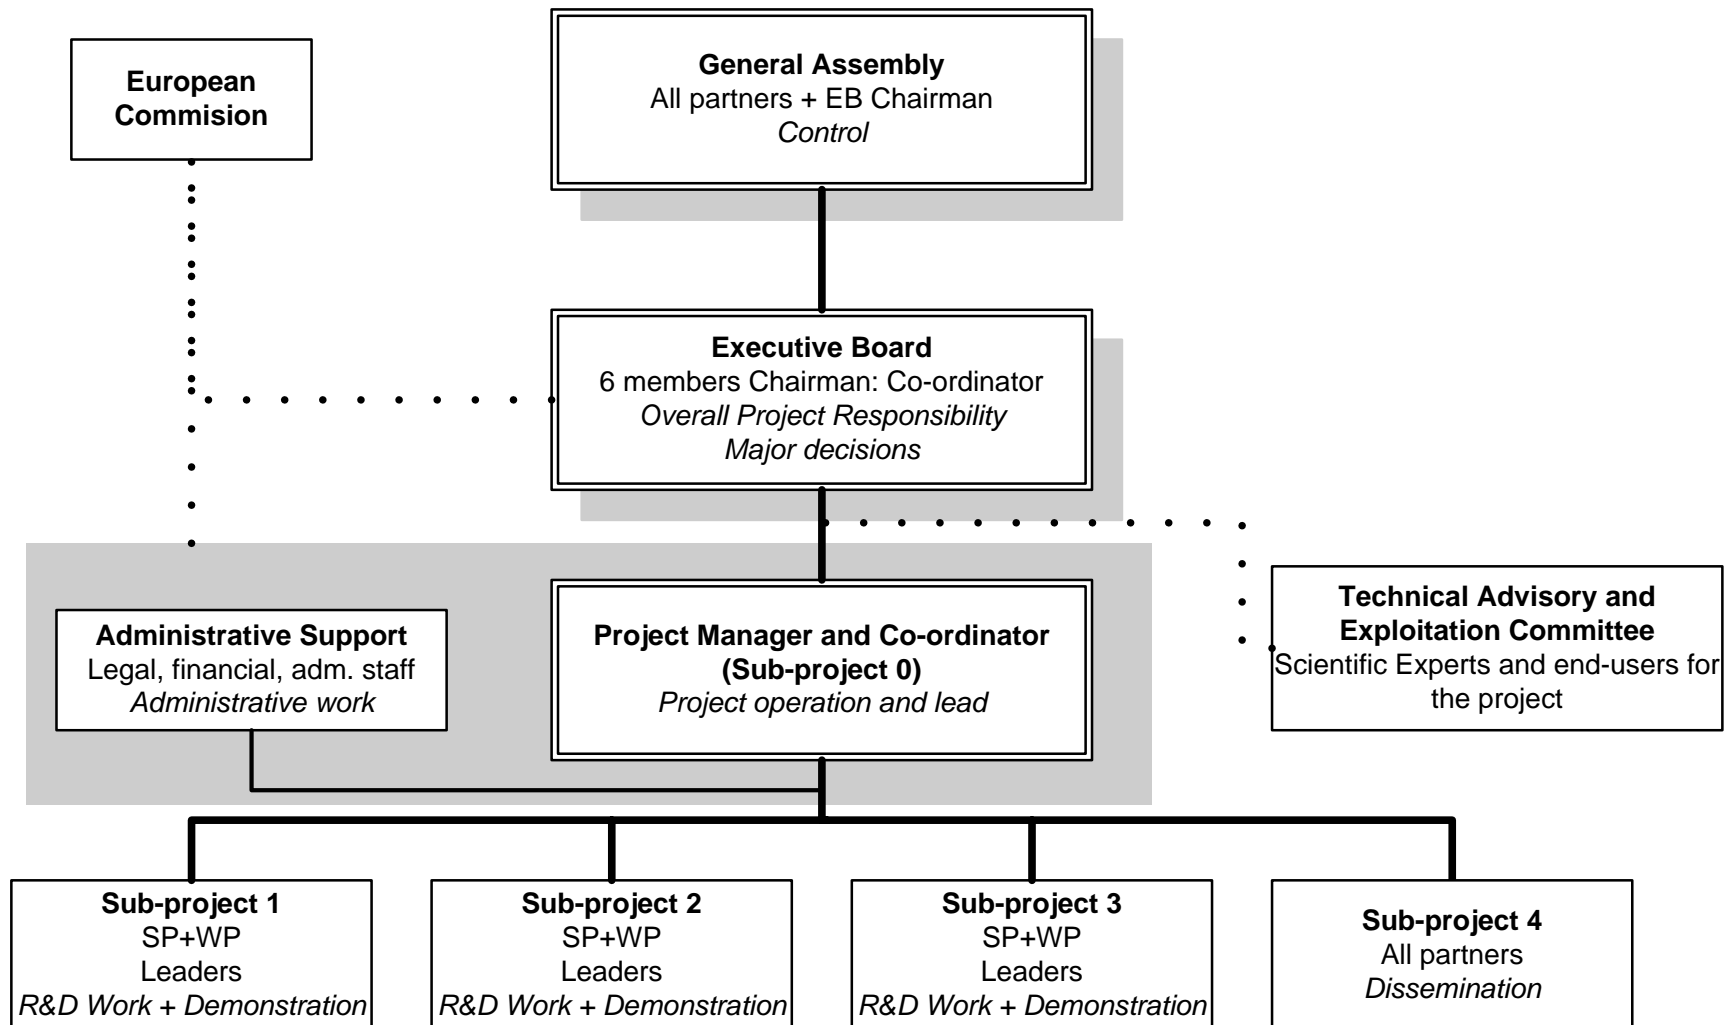 European
Commision
General Assembly
All partners + EB Chairman
Control
Executive Board
6 members Chairman: Co-ordinator
Overall Project Responsibility
Major decisions
Administrative Support
Legal, financial, adm. staff
Administrative work
Project Manager and Co-ordinator
(Sub-project 0)
Project operation and lead
Technical Advisory and
Exploitation Committee
Scientific Experts and end-users for
the project
Sub-project 1
SP+WP
Leaders
R&D Work + Demonstration
Sub-project 2
SP+WP
Leaders
R&D Work + Demonstration
Sub-project 3
SP+WP
Leaders
R&D Work + Demonstration
Sub-project 4
All partners
Dissemination